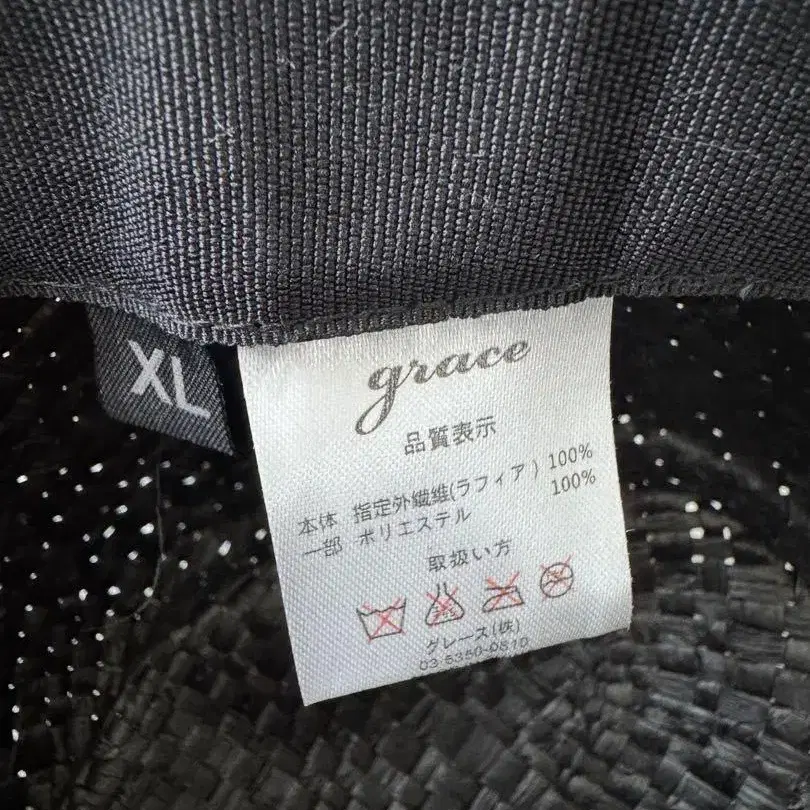 XL
grace
品質表示
本体 指定外繊維(ラフィア) 100%
一部 ポリエステル 100%
取扱い方
グレース(株)
03 5350-0810